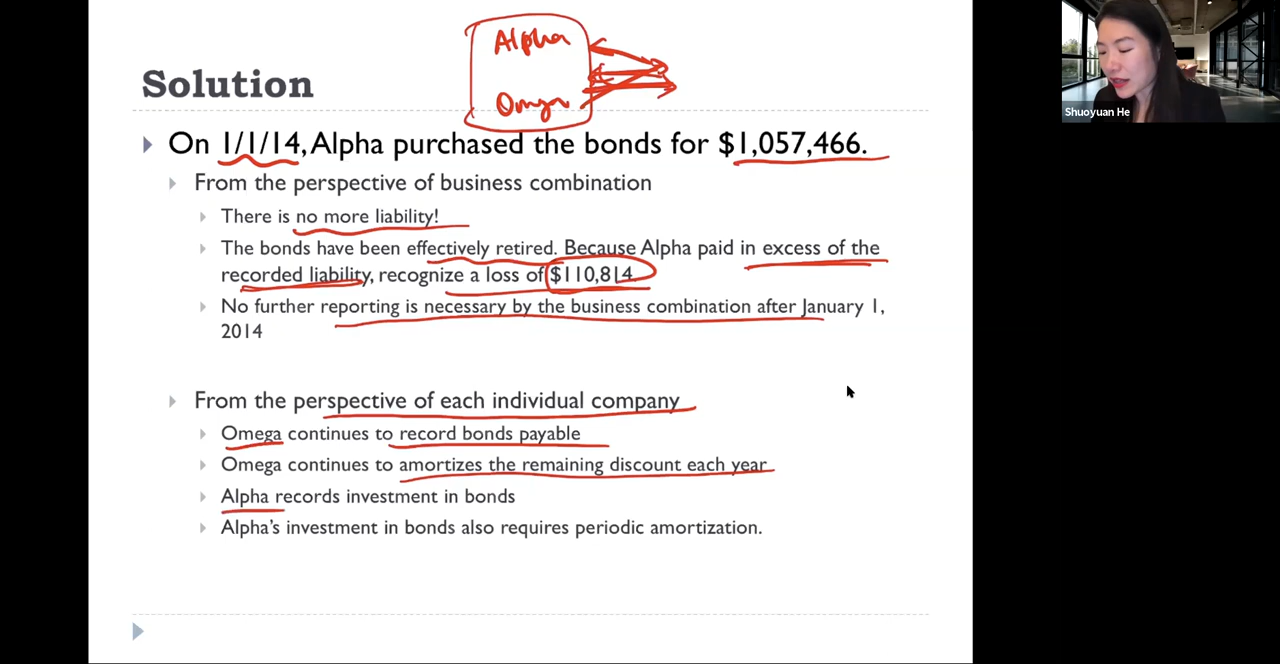 Alpha
Omega
Solution
On 1/1/14, Alpha purchased the bonds for $1,057,466.
From the perspective of business combination
There is no more liability!
The bonds have been effectively retired. Because Alpha paid in excess of the
recorded liability, recognize a loss of $110,814.
No further reporting is necessary by the business combination after January 1,
2014
From the perspective of each individual company
Omega continues to record bonds payable
Omega continues to amortizes the remaining discount each year
Alpha records investment in bonds
Alpha's investment in bonds also requires periodic amortization.
Shuoyuan He